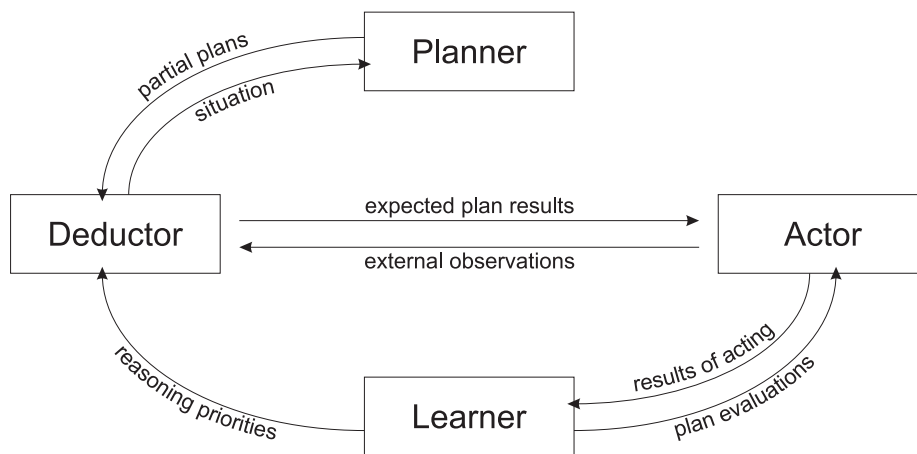 Planner
partial plans
situation
Deductor
expected plan results
external observations
Actor
results of acting
plan evaluations
reasoning priorities
Learner